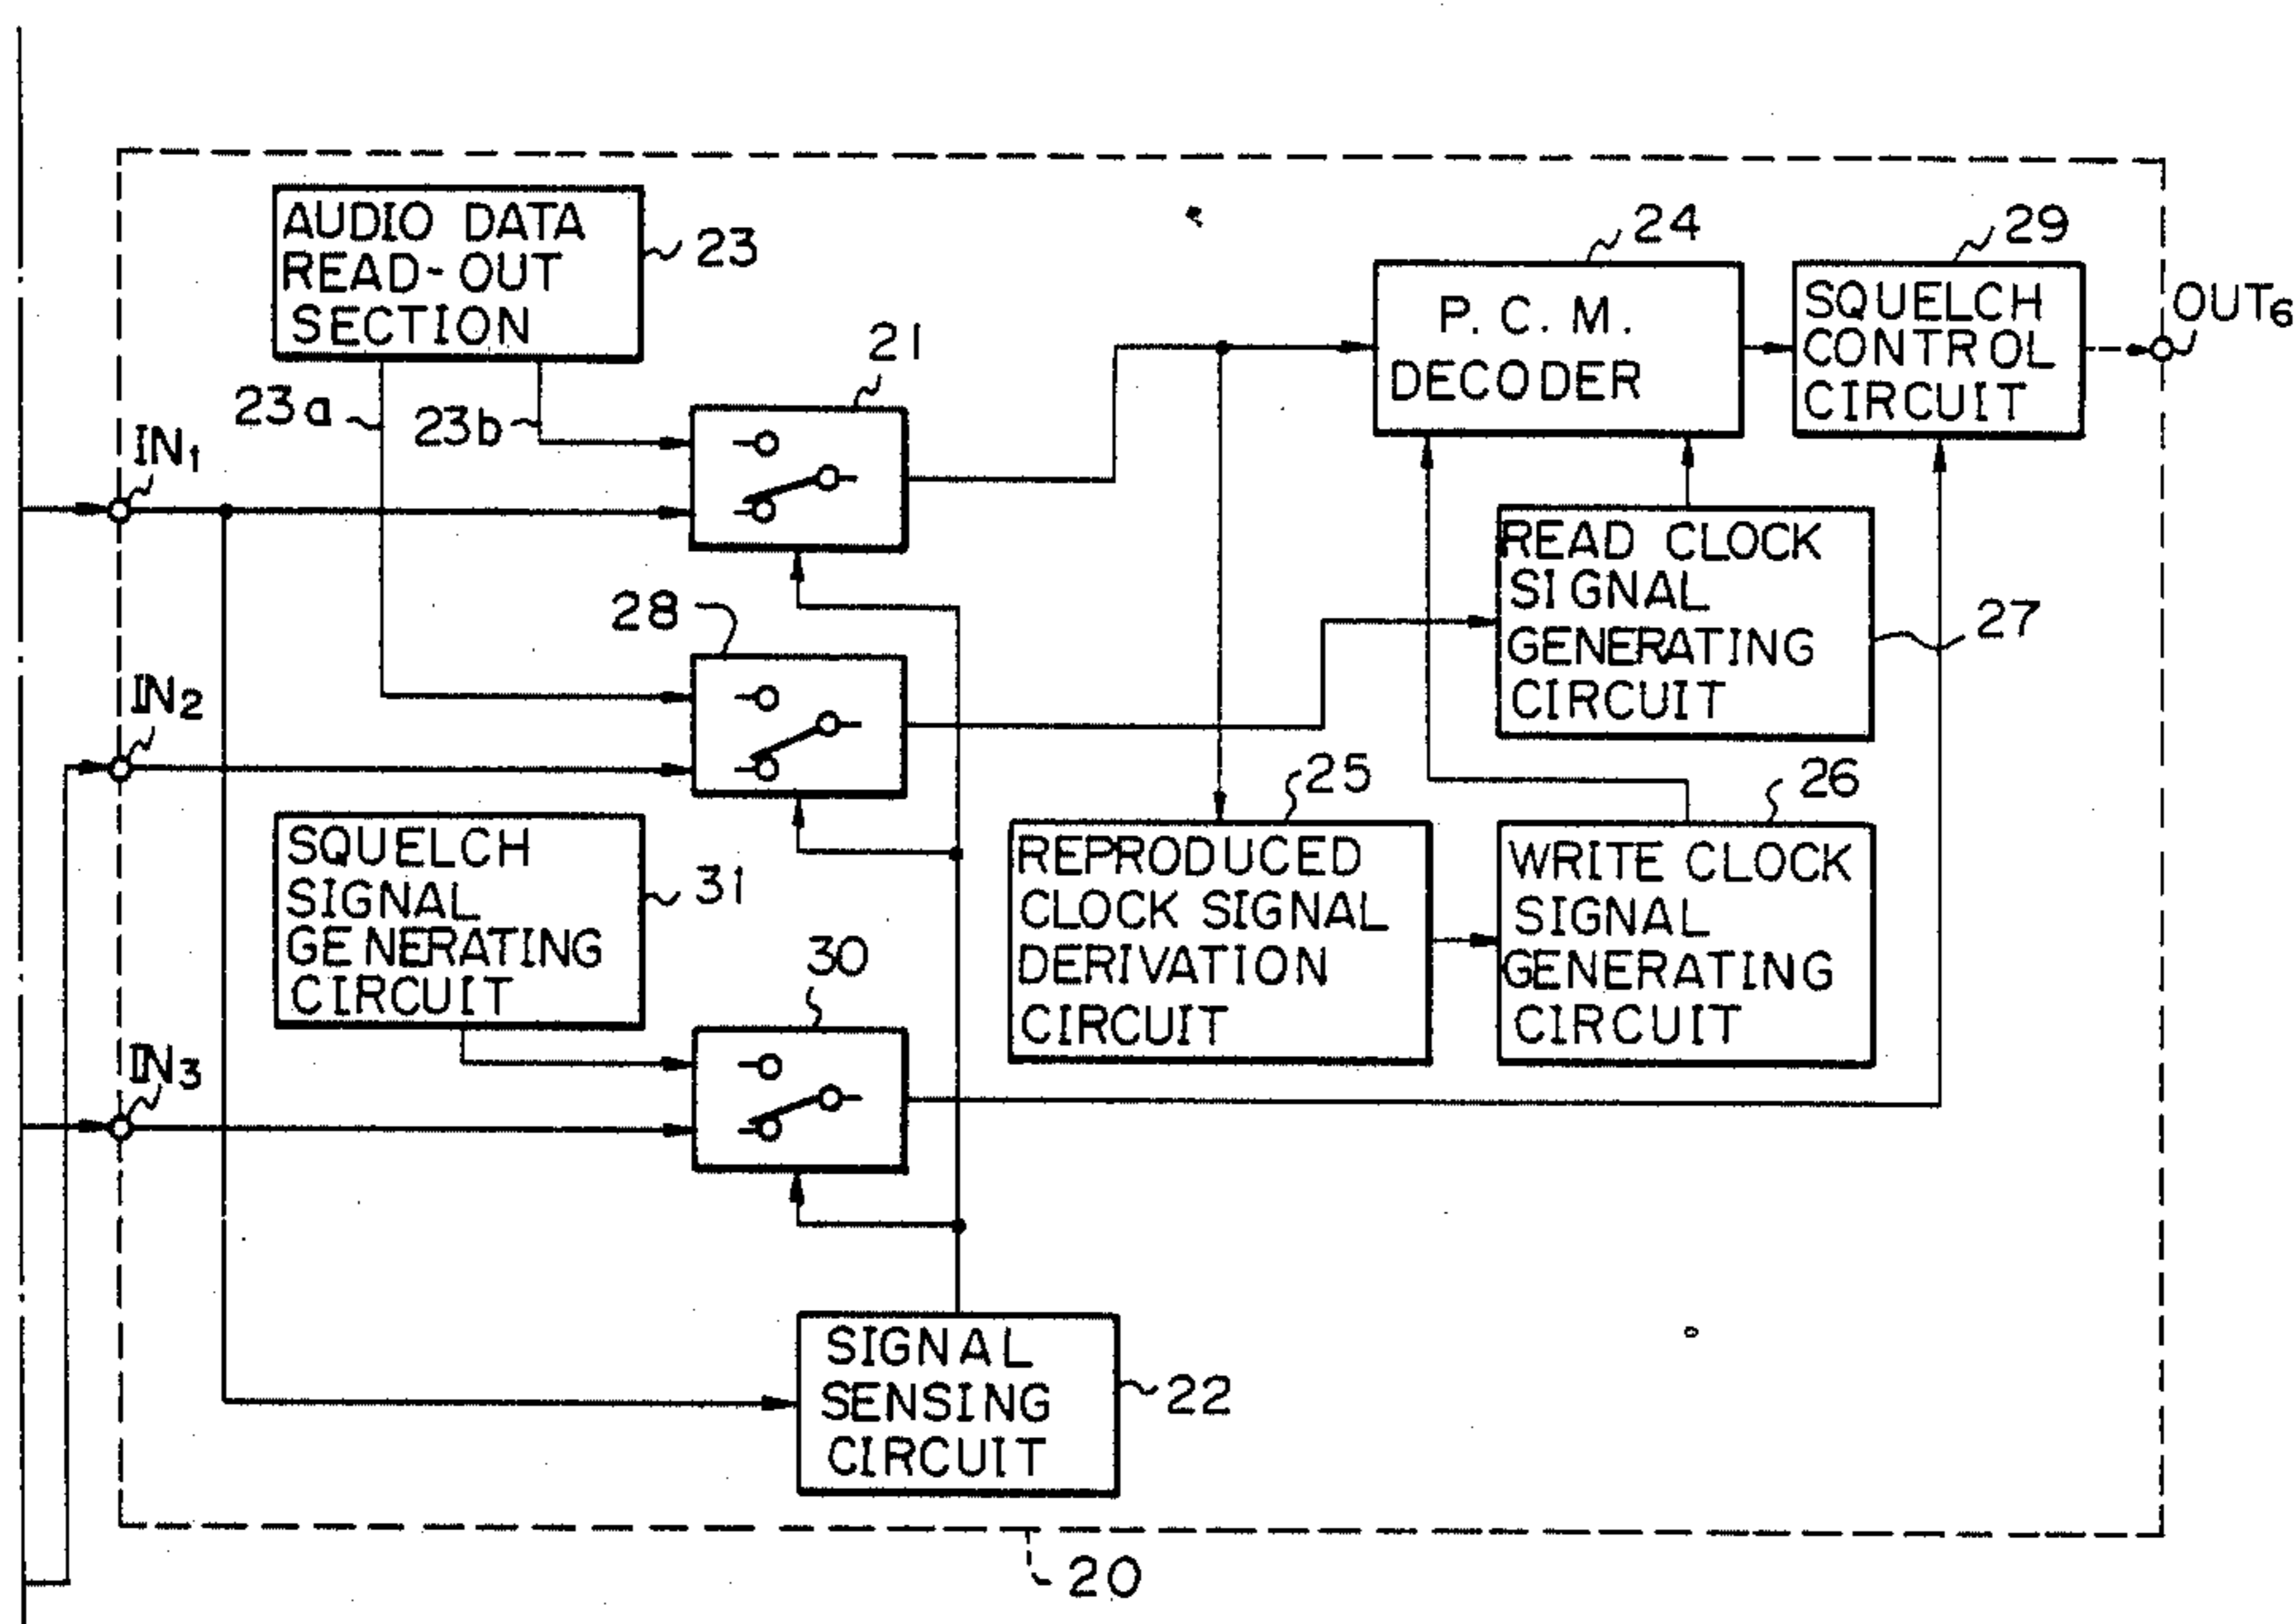 AUDIO DATA
READ-OUT
SECTION
23
23a
23b
21
24
P. C. M.
DECODER
29
SQUELCH
CONTROL
CIRCUIT
OUT6
IN1
28
READ CLOCK
SIGNAL
GENERATING
CIRCUIT
27
IN2
SQUELCH
SIGNAL
GENERATING
CIRCUIT
31
25
REPRODUCED
CLOCK SIGNAL
DERIVATION
CIRCUIT
26
WRITE CLOCK
SIGNAL
GENERATING
CIRCUIT
30
IN3
SIGNAL
SENSING
CIRCUIT
22
20